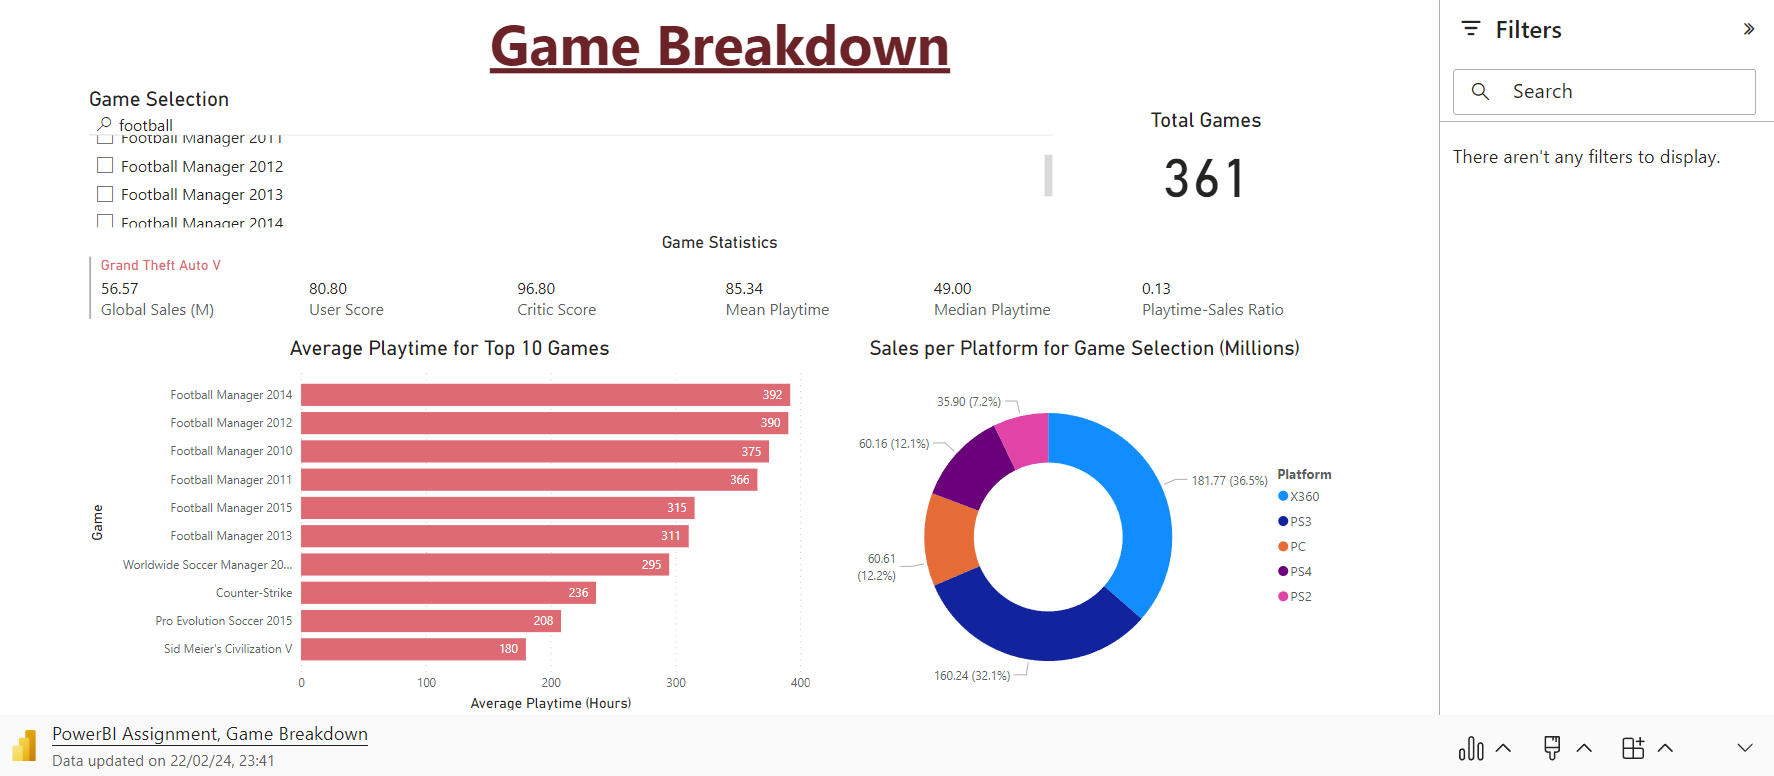 Game Breakdown
Filters
Search
There aren't any filters to display.
Game Selection
football
Football Manager 2011
Football Manager 2012
Football Manager 2013
Football Manager 2014
Total Games
361
Game Statistics
Grand Theft Auto V
56.57 80.80 96.80 85.34 49.00 0.13
Global Sales (M) User Score Critic Score Mean Playtime Median Playtime Playtime-Sales Ratio
Average Playtime for Top 10 Games
Game
Football Manager 2014 392
Football Manager 2012 390
Football Manager 2010 375
Football Manager 2011 366
Football Manager 2015 315
Football Manager 2013 311
Worldwide Soccer Manager 20... 295
Counter-Strike 236
Pro Evolution Soccer 2015 208
Sid Meier's Civilization V 180
0 100 200 300 400
Average Playtime (Hours)
Sales per Platform for Game Selection (Millions)
35.90 (7.2%)
60.16 (12.1%)
181.77 (36.5%)
60.61
(12.2%)
160.24 (32.1%)
Platform
X360
PS3
PC
PS4
PS2
PowerBI Assignment, Game Breakdown
Data updated on 22/02/24, 23:41